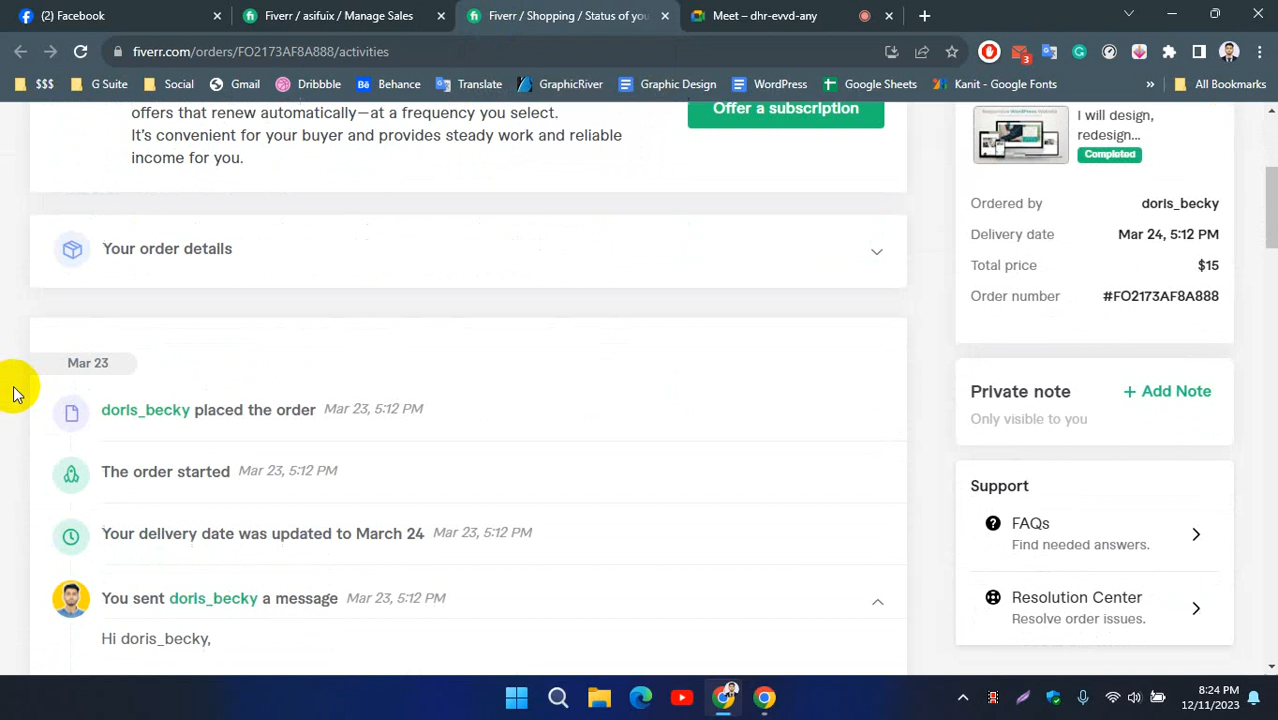 (2) Facebook
Fiverr / asifuix / Manage Sales
Fiverr / Shopping / Status of you
Meet – dhr-evvd-any
fiverr.com/orders/FO2173AF8A888/activities
3
$$$
G Suite
Social
Gmail
Dribbble
Behance
Translate
GraphicRiver
Graphic Design
WordPress
Google Sheets
Kanit - Google Fonts
»
All Bookmarks
offers that renew automatically—at a frequency you select.
It's convenient for your buyer and provides steady work and reliable
income for you.
Offer a subscription
Your order details
Mar 23
doris_becky placed the order Mar 23, 5:12 PM
The order started Mar 23, 5:12 PM
Your delivery date was updated to March 24 Mar 23, 5:12 PM
You sent doris_becky a message Mar 23, 5:12 PM
Hi doris_becky,
I will design,
redesign...
Completed
Ordered by doris_becky
Delivery date Mar 24, 5:12 PM
Total price $15
Order number #FO2173AF8A888
Private note + Add Note
Only visible to you
Support
FAQs
Find needed answers.
Resolution Center
Resolve order issues.
8:24 PM
12/11/2023